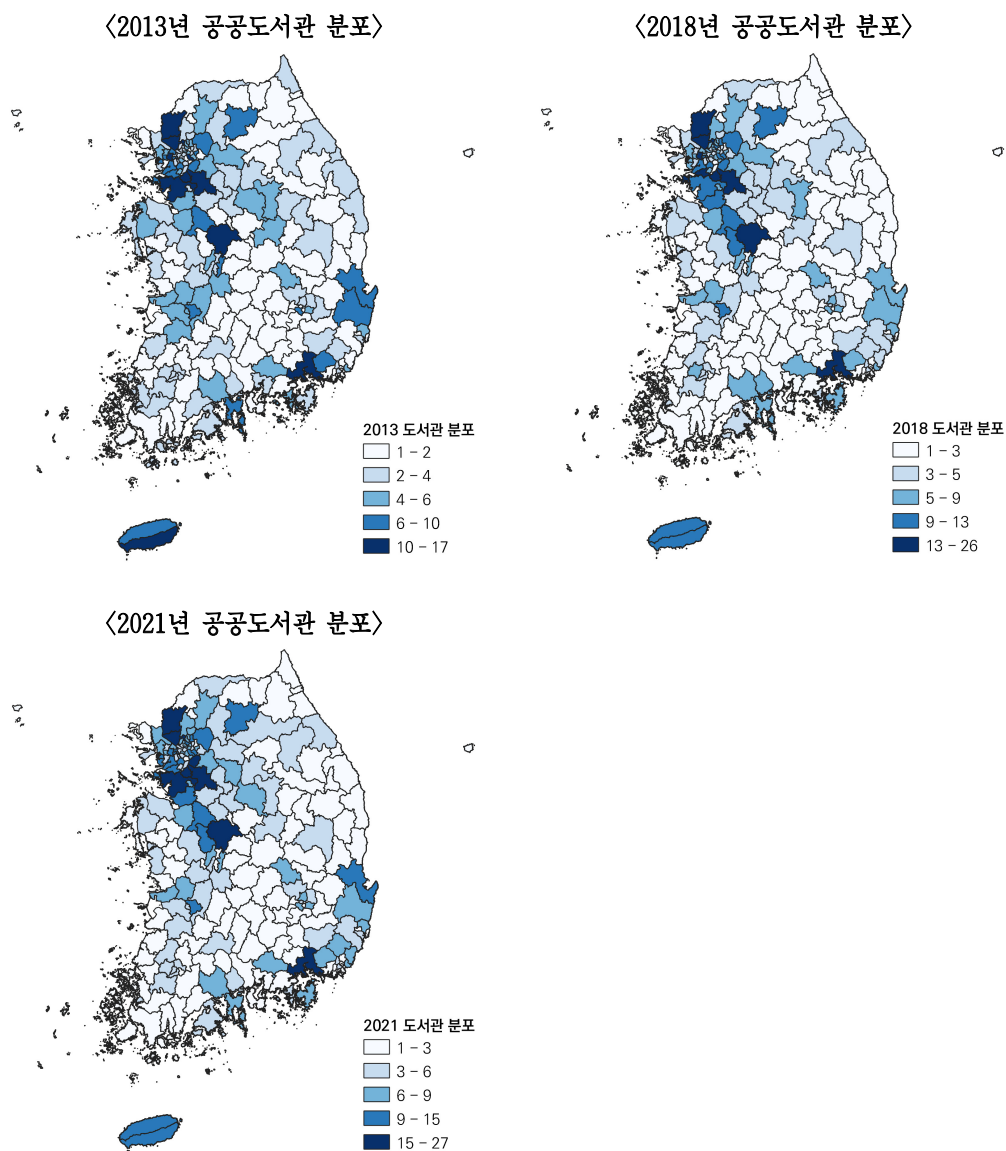 〈2013년 공공도서관 분포〉
2013 도서관 분포
1 – 2
2 – 4
4 – 6
6 – 10
10 – 17
〈2018년 공공도서관 분포〉
2018 도서관 분포
1 – 3
3 – 5
5 – 9
9 – 13
13 – 26
〈2021년 공공도서관 분포〉
2021 도서관 분포
1 – 3
3 – 6
6 – 9
9 – 15
15 – 27